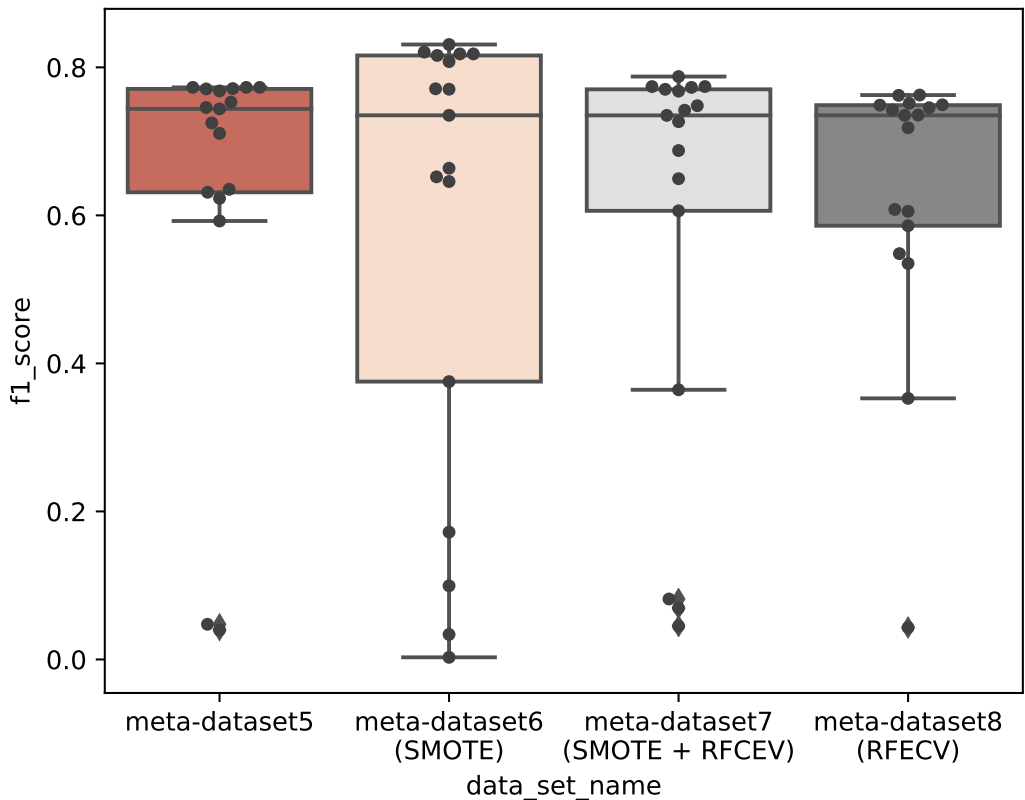 f1_score
0.8
0.6
0.4
0.2
0.0
meta-dataset5
meta-dataset6
(SMOTE)
meta-dataset7
(SMOTE + RFCEV)
meta-dataset8
(RFECV)
data_set_name